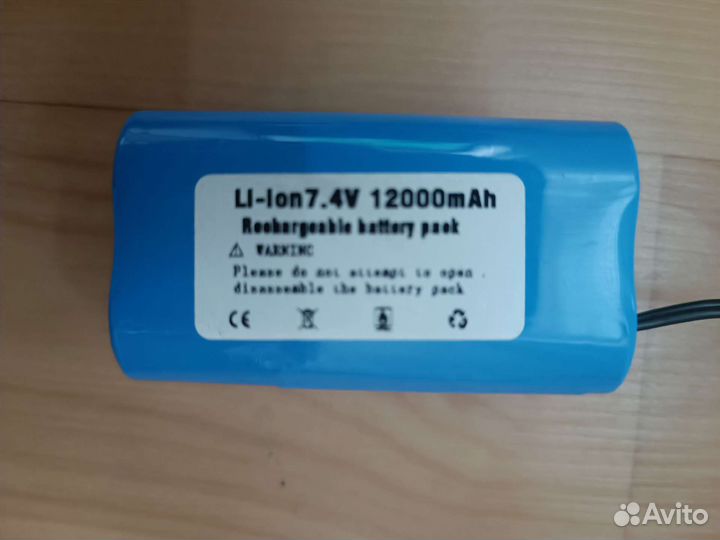 LI-Ion7.4V 12000mAh
Rechargeable battery pack
⚠ WARNINC
Please do not attempt to open .
disassemble the battery pack
CE
Avito